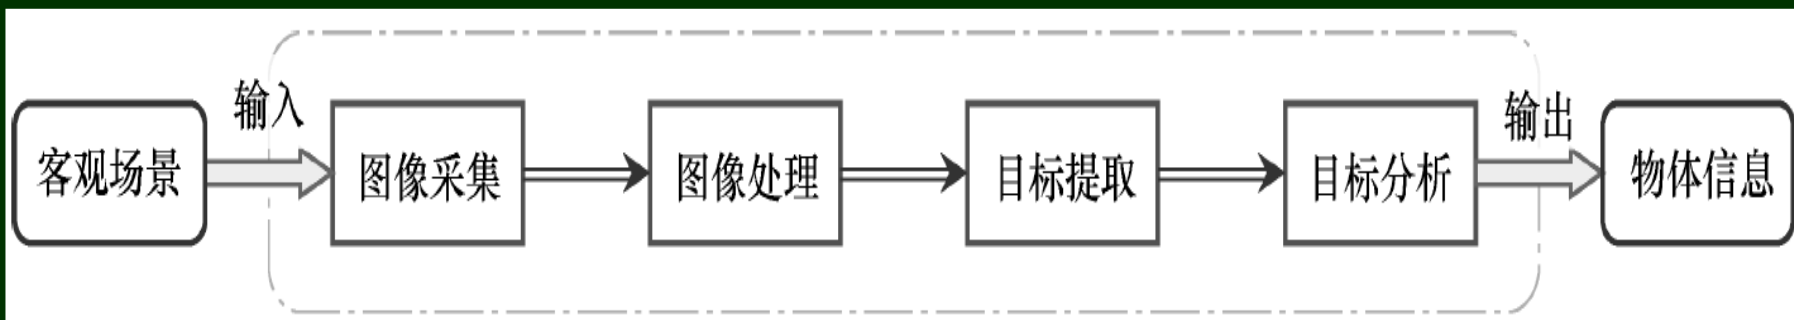 输入
输出
客观场景
图像采集
图像处理
目标提取
目标分析
物体信息